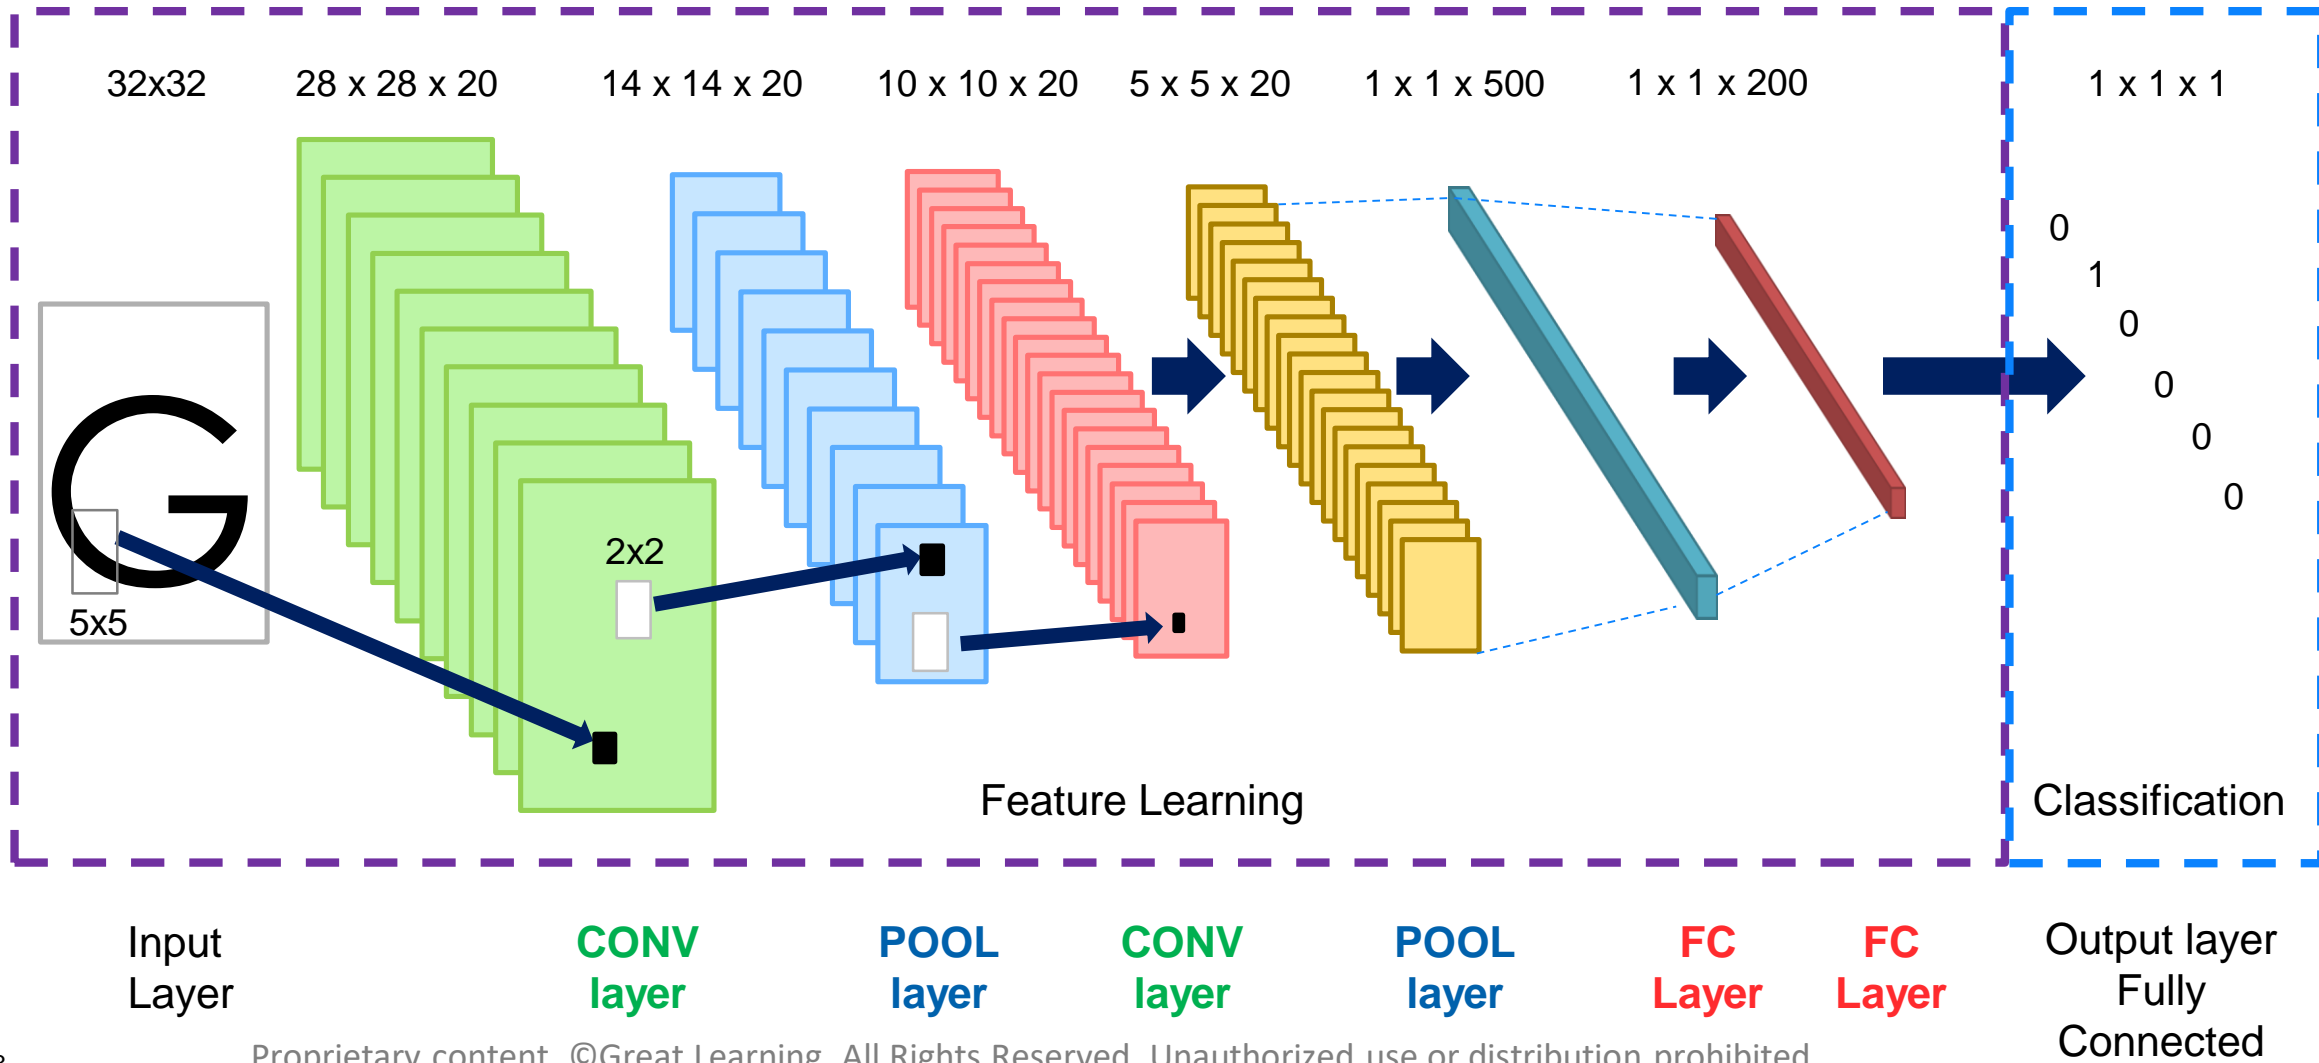 32x32 28 x 28 x 20 14 x 14 x 20 10 x 10 x 20 5 x 5 x 20 1 x 1 x 500 1 x 1 x 200 1 x 1 x 1
0
1
0
0
0
0
G
2x2
5x5
Feature Learning Classification
Input CONV POOL CONV POOL FC FC Output layer
Layer layer layer layer layer Layer Layer Fully
Connected
Proprietary content. ©Great Learning. All Rights Reserved. Unauthorized use or distribution prohibited